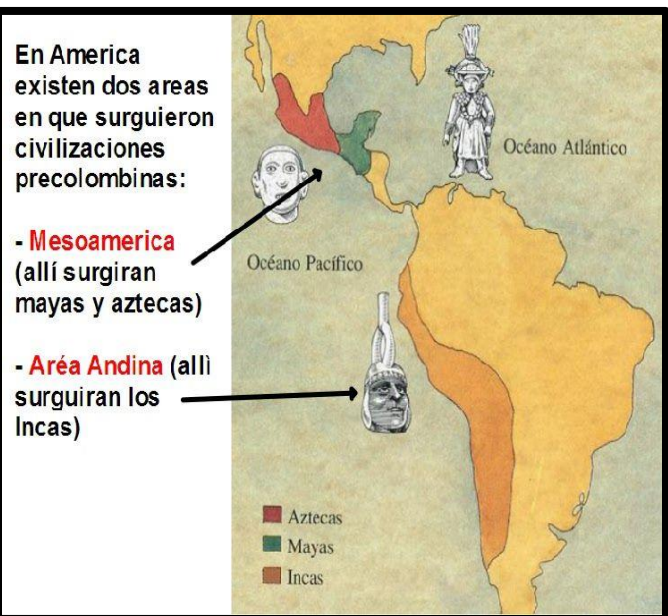 En America
existen dos areas
en que surguieron
civilizaciones
precolombinas:
- Mesoamerica
(allí surgiran
mayas y aztecas)
- Aréa Andina (allì
surguiran los
Incas)
Océano Atlántico
Océano Pacífico
Aztecas
Mayas
Incas